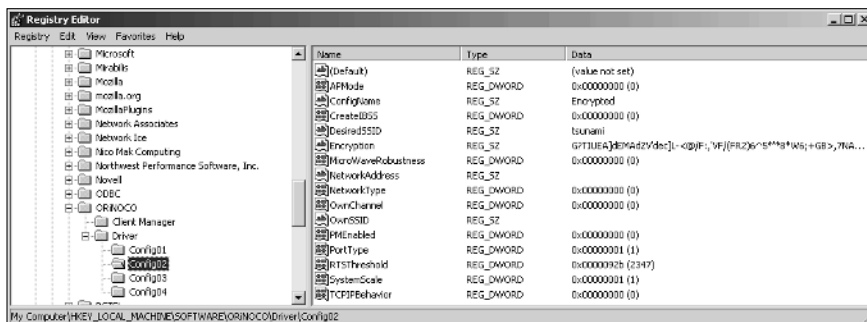 Registry Editor
Registry Edit View Favorites Help
Microsoft
Mirabilis
Mozilla
mozilla.org
MozillaPlugins
Network Associates
Network Ice
Nico Mak Computing
Northwest Performance Software, Inc.
Novell
ODBC
ORiNOCO
Client Manager
Driver
Config01
Config02
Config03
Config04
Name Type Data
(Default) REG_SZ (value not set)
APMode REG_DWORD 0x00000000 (0)
ConfigName REG_SZ Encrypted
CreateIBSS REG_DWORD 0x00000000 (0)
DesiredSSID REG_SZ tsunami
Encryption REG_SZ
MicroWaveRobustness REG_DWORD 0x00000000 (0)
NetworkAddress REG_SZ
NetworkType REG_DWORD 0x00000000 (0)
OwnChannel REG_DWORD 0x00000000 (0)
OwnSSID REG_SZ
PMEnabled REG_DWORD 0x00000000 (0)
PortType REG_DWORD 0x00000001 (1)
RTSThreshold REG_DWORD 0x0000092b (2347)
SystemScale REG_DWORD 0x00000001 (1)
TCPIPBehavior REG_DWORD 0x00000000 (0)
My Computer\HKEY_LOCAL_MACHINE\SOFTWARE\ORiNOCO\Driver\Config02